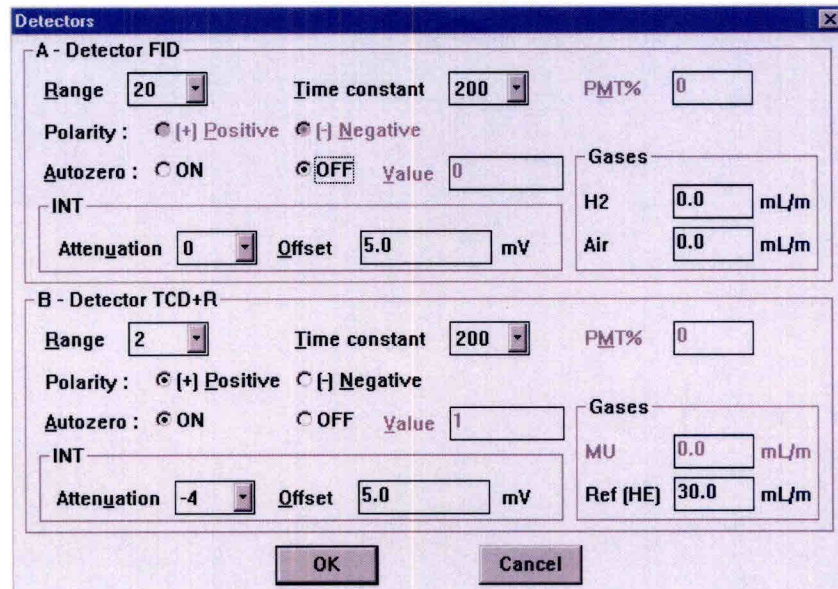 Detectors
A - Detector FID
Range 20 Time constant 200 PMT% 0
Polarity : (+) Positive (-) Negative
Autozero : ON OFF Value 0
Gases
H2 0.0 mL/m
Air 0.0 mL/m
INT
Attenuation 0 Offset 5.0 mV
B - Detector TCD+R
Range 2 Time constant 200 PMT% 0
Polarity : (+) Positive (-) Negative
Autozero : ON OFF Value 1
Gases
MU 0.0 mL/m
Ref (HE) 30.0 mL/m
INT
Attenuation -4 Offset 5.0 mV
OK Cancel